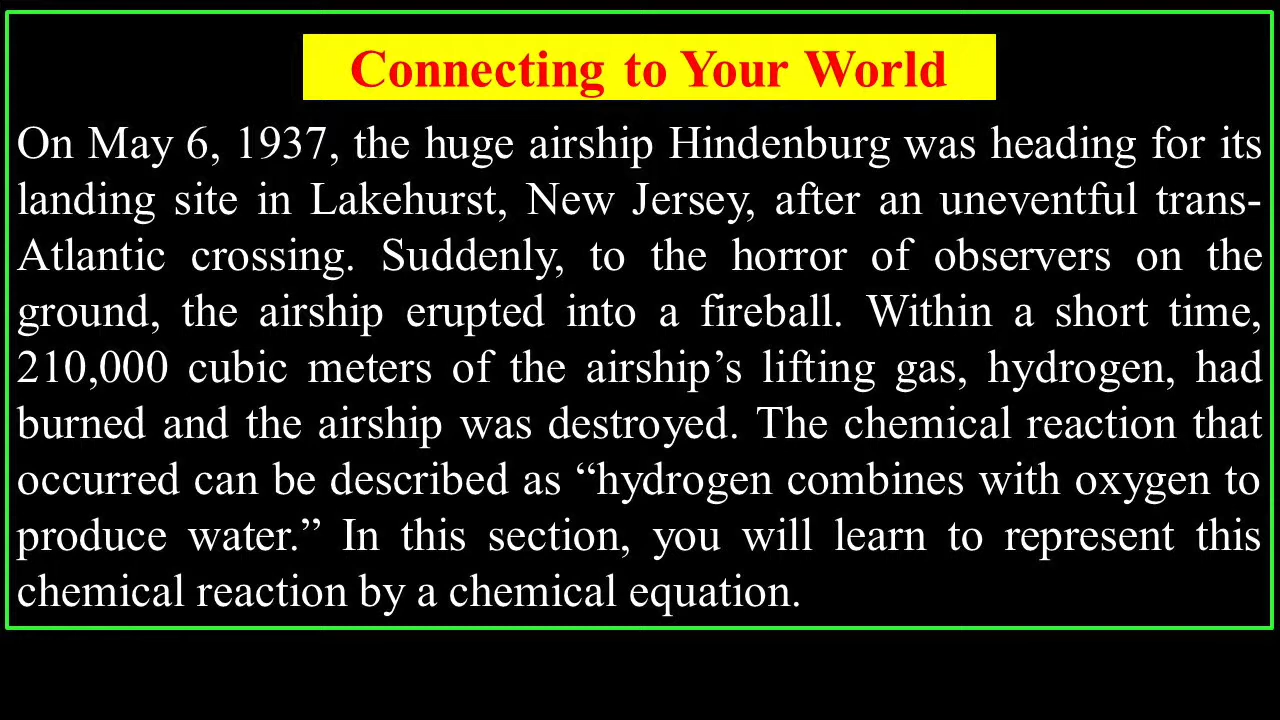 Connecting to Your World
On May 6, 1937, the huge airship Hindenburg was heading for its
landing site in Lakehurst, New Jersey, after an uneventful trans-
Atlantic crossing. Suddenly, to the horror of observers on the
ground, the airship erupted into a fireball. Within a short time,
210,000 cubic meters of the airship’s lifting gas, hydrogen, had
burned and the airship was destroyed. The chemical reaction that
occurred can be described as “hydrogen combines with oxygen to
produce water.” In this section, you will learn to represent this
chemical reaction by a chemical equation.